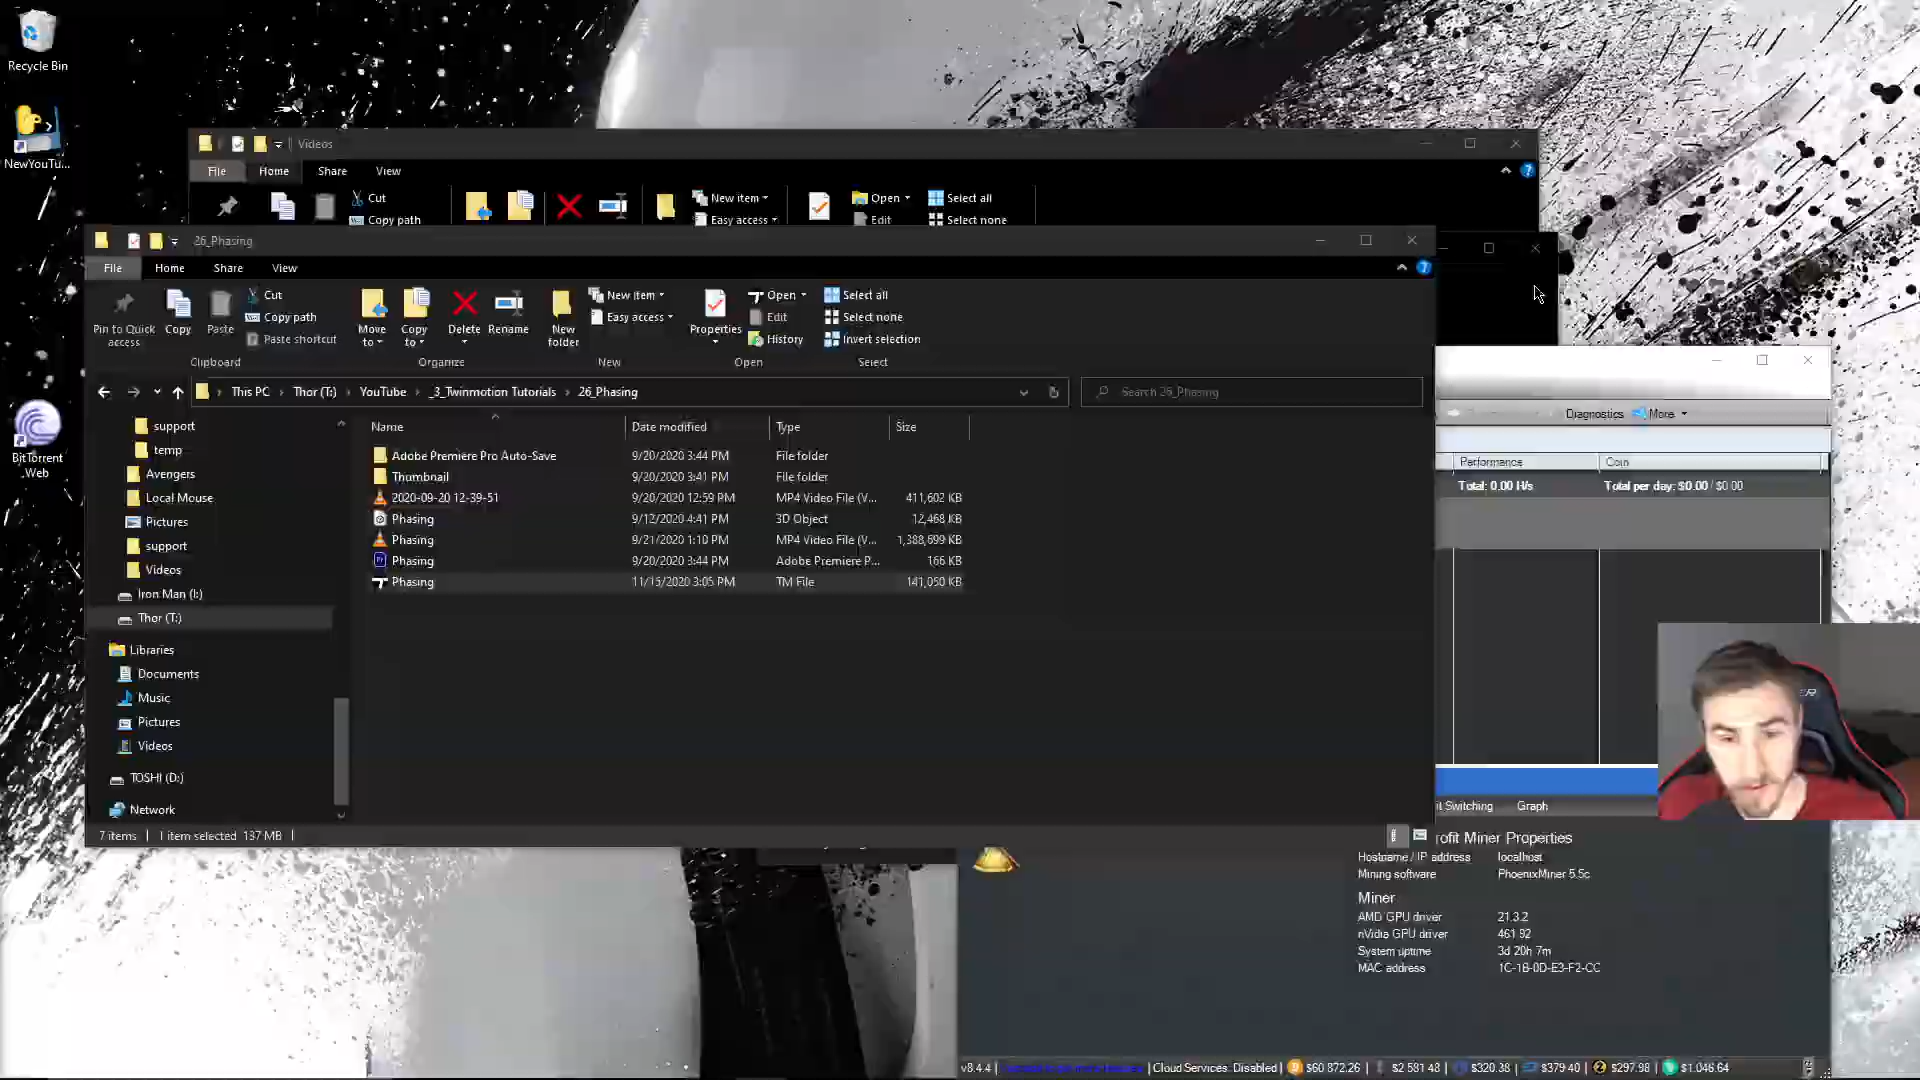 Recycle Bin
NewYouTu...
BitTorrent
Web
Videos
File Home Share View
Cut
Copy path
New item
Easy access
Open
Edit
Select all
Select none
26_Phasing
File Home Share View
Pin to Quick
access
Copy
Paste
Cut
Copy path
Paste shortcut
Move
to
Copy
to
Delete
Rename
New
folder
New item
Easy access
Properties
Open
Edit
History
Select all
Select none
Invert selection
Clipboard Organize New Open Select
This PC Thor (T:) YouTube _3_Twinmotion Tutorials 26_Phasing
Search 26_Phasing
support
temp
Avengers
Local Mouse
Pictures
support
Videos
Iron Man (I:)
Thor (T:)
Libraries
Documents
Music
Pictures
Videos
TOSHI (D:)
Network
Name Date modified Type Size
Adobe Premiere Pro Auto-Save 9/20/2020 3:44 PM File folder
Thumbnail 9/20/2020 3:41 PM File folder
2020-09-20 12-39-51 9/20/2020 12:59 PM MP4 Video File (V... 411,602 KB
Phasing 9/12/2020 4:41 PM 3D Object 12,468 KB
Phasing 9/21/2020 1:10 PM MP4 Video File (V... 1,388,699 KB
Phasing 9/20/2020 3:44 PM Adobe Premiere P... 166 KB
Phasing 11/15/2020 3:05 PM TM File 141,050 KB
7 items 1 item selected 137 MB
Diagnostics More
Performance Coin
Total: 0.00 H/s Total per day: $0.00 / $0.00
it Switching Graph
rofit Miner Properties
Hostname / IP address localhost
Mining software PhoenixMiner 5.5c
Miner
AMD GPU driver 21.3.2
nVidia GPU driver 461.92
System uptime 3d 20h 7m
MAC address 1C-1B-0D-E3-F2-CC
v8.4.4 | Cloud Services: Disabled | $60 872.26 | $2 581.48 | $320.38 | $379.40 | $297.98 | $1,046.64